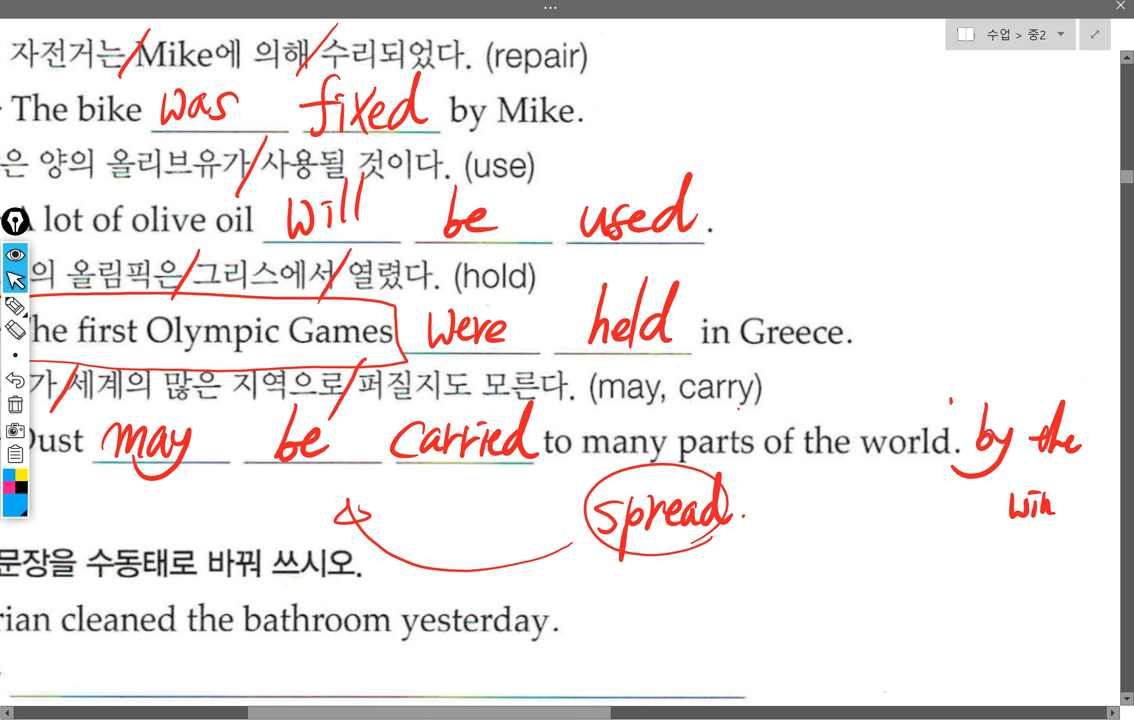 수업 > 중2
자전거는 Mike에 의해 수리되었다. (repair)
The bike was fixed by Mike.
은 양의 올리브유가 사용될 것이다. (use)
lot of olive oil will be used.
의 올림픽은 그리스에서 열렸다. (hold)
he first Olympic Games were held in Greece.
가 세계의 많은 지역으로 퍼질지도 모른다. (may, carry)
Dust may be carried to many parts of the world. by the
win
spread.
문장을 수동태로 바꿔 쓰시오.
rian cleaned the bathroom yesterday.